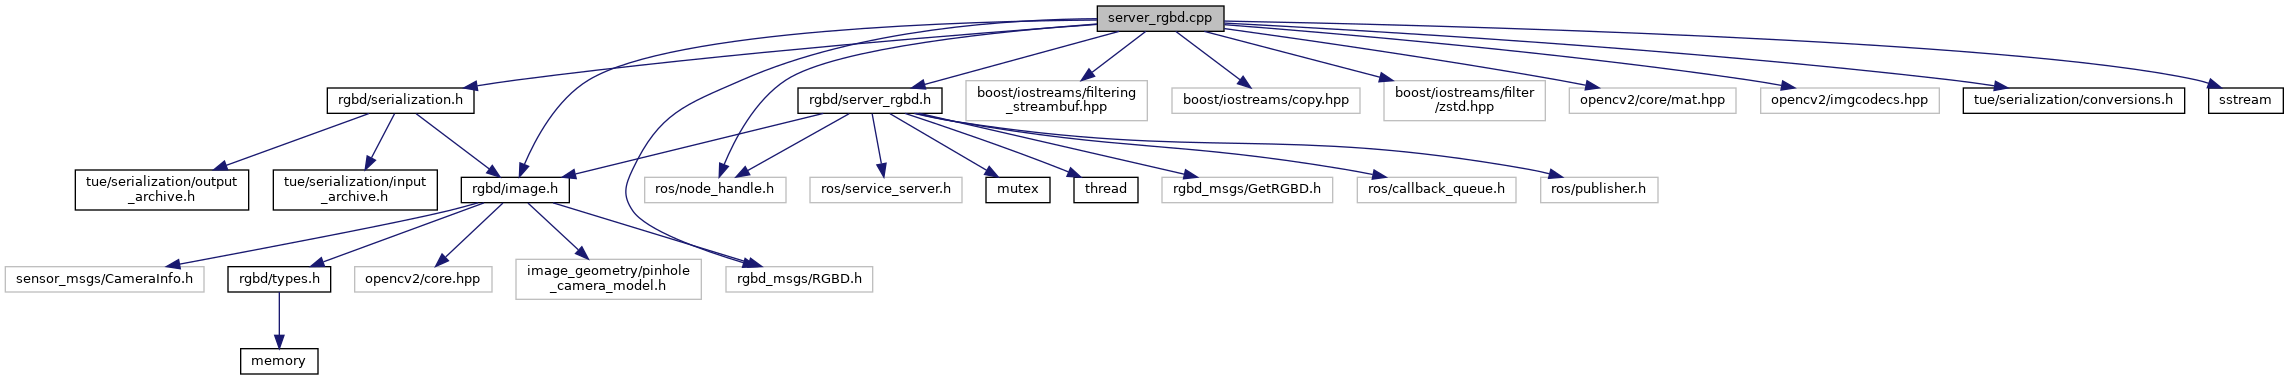 server_rgbd.cpp
rgbd/serialization.h
rgbd/server_rgbd.h
boost/iostreams/filtering
_streambuf.hpp
boost/iostreams/copy.hpp
boost/iostreams/filter
/zstd.hpp
opencv2/core/mat.hpp
opencv2/imgcodecs.hpp
tue/serialization/conversions.h
sstream
tue/serialization/output
_archive.h
tue/serialization/input
_archive.h
rgbd/image.h
ros/node_handle.h
ros/service_server.h
mutex
thread
rgbd_msgs/GetRGBD.h
ros/callback_queue.h
ros/publisher.h
sensor_msgs/CameraInfo.h
rgbd/types.h
opencv2/core.hpp
image_geometry/pinhole
_camera_model.h
rgbd_msgs/RGBD.h
memory